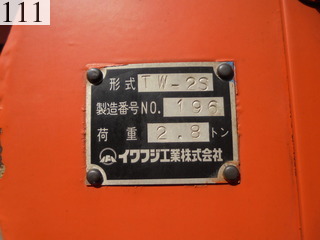 111
形式 TW-2S
製造番号 NO. 196
荷重 2.8 トン
イワフジ工業株式会社